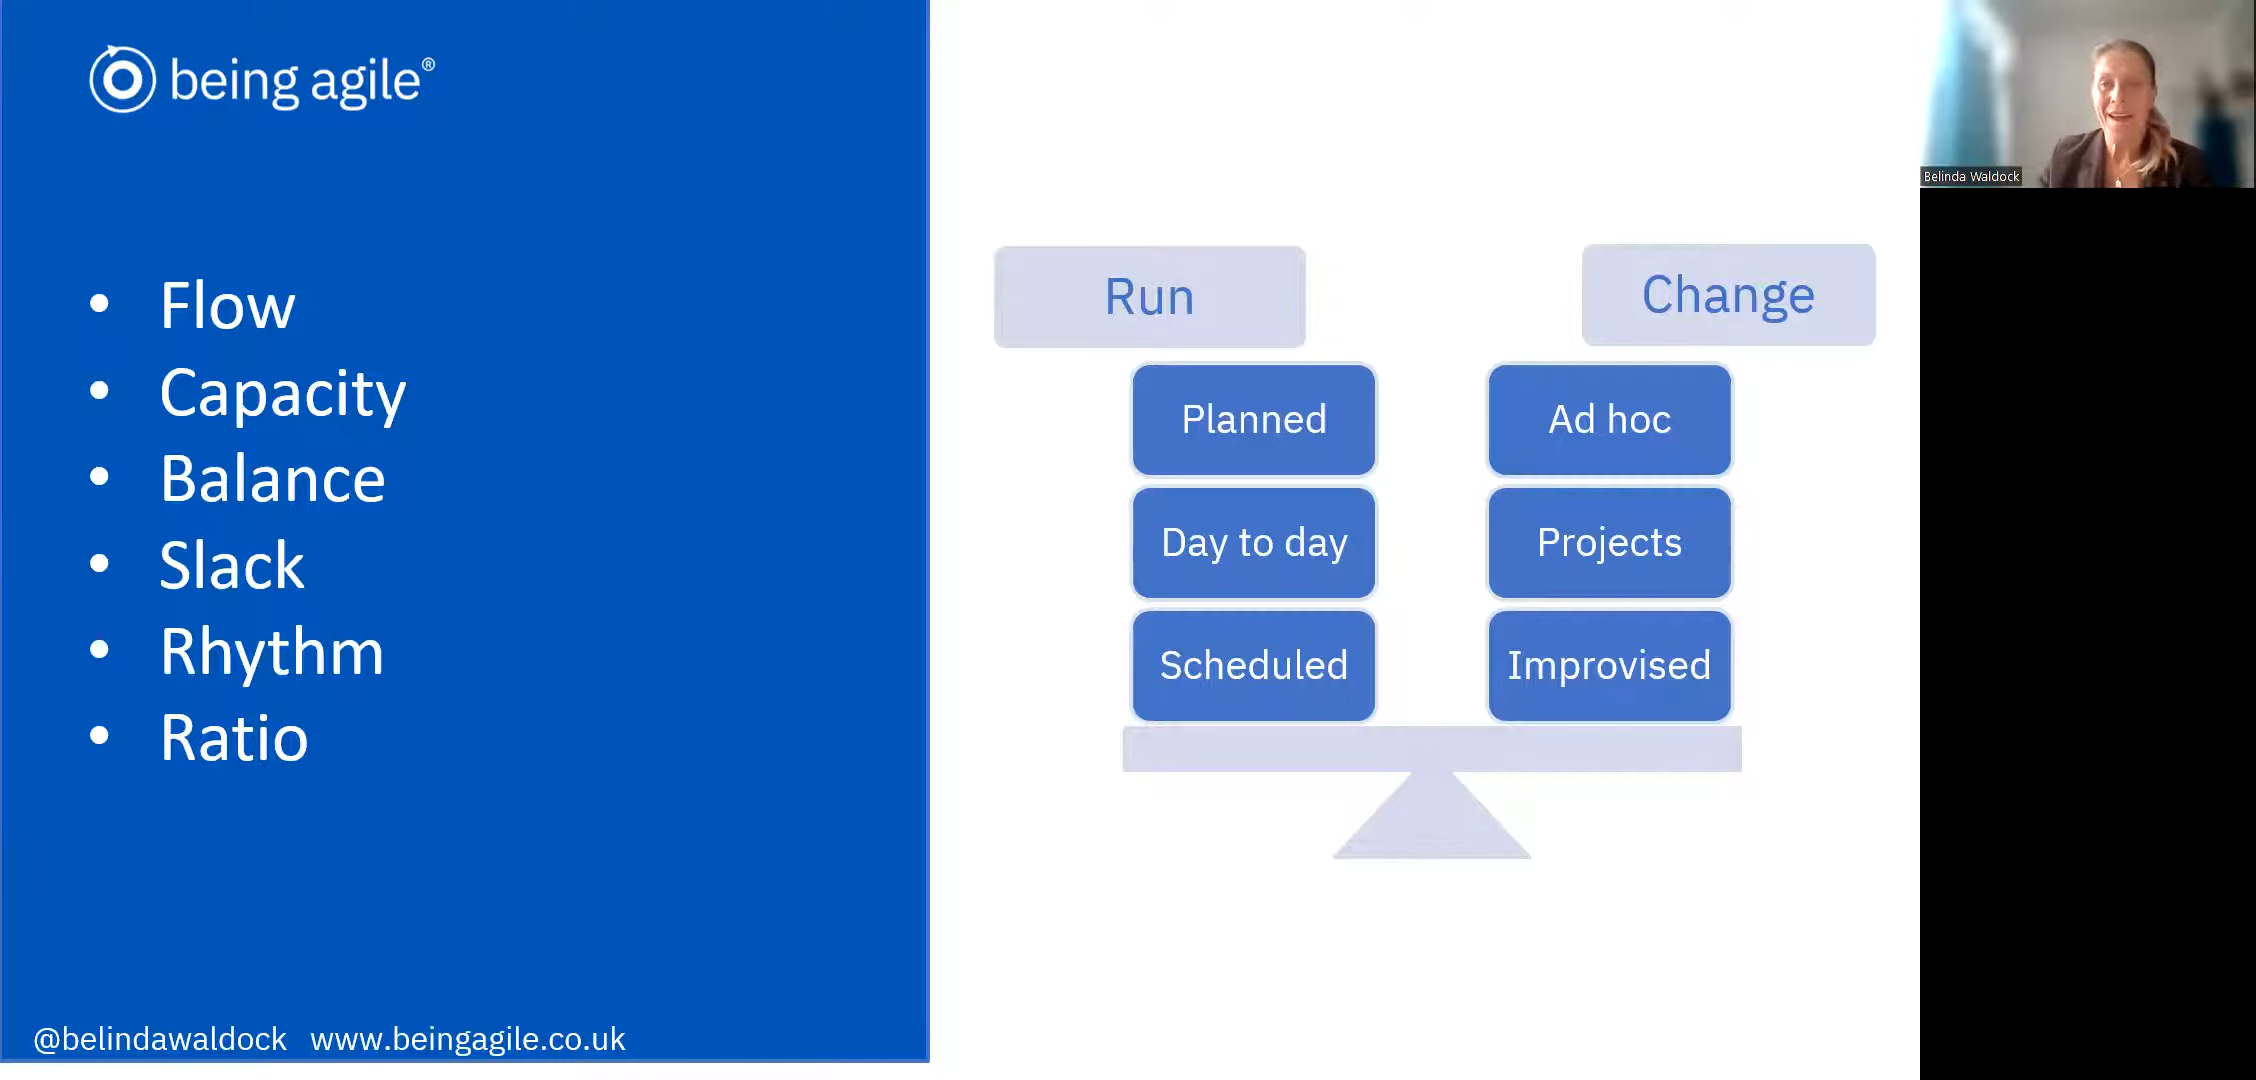 being agile®
• Flow
• Capacity
• Balance
• Slack
• Rhythm
• Ratio
@belindawaldock www.beingagile.co.uk
Run
Change
Planned
Ad hoc
Day to day
Projects
Scheduled
Improvised
Belinda Waldock